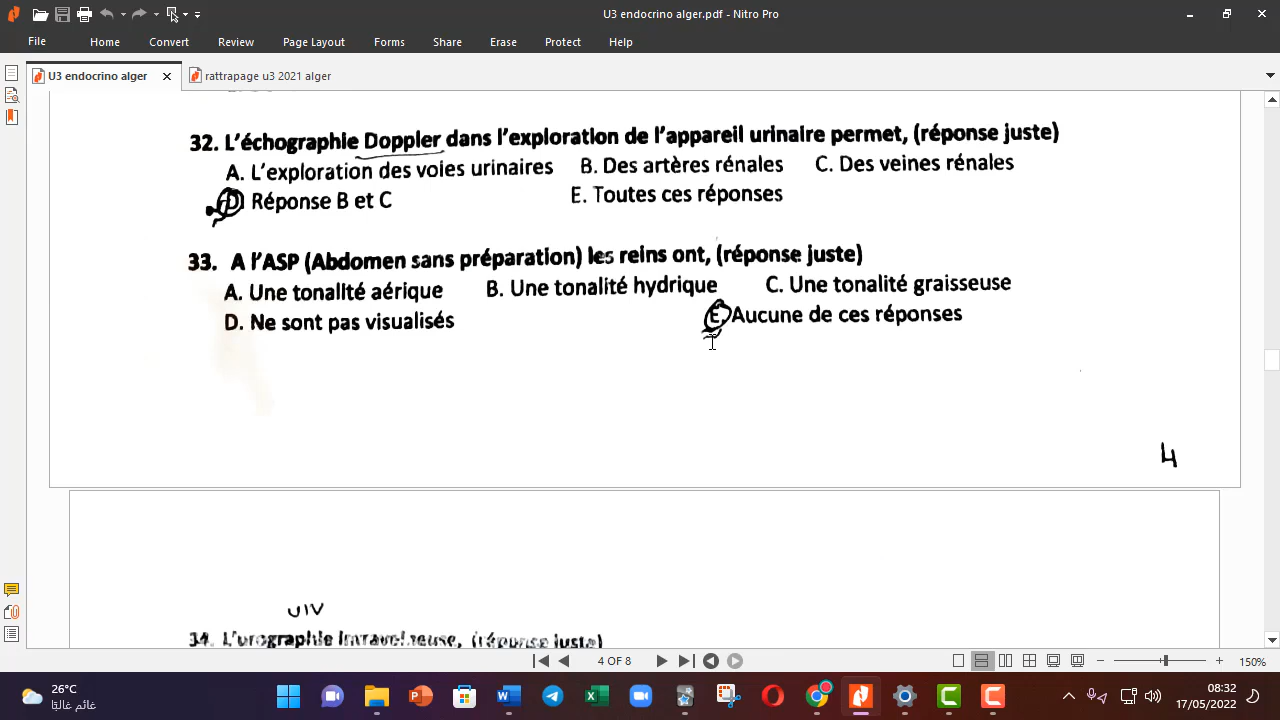 U3 endocrino alger.pdf - Nitro Pro
File Home Convert Review Page Layout Forms Share Erase Protect Help
U3 endocrino alger rattrapage u3 2021 alger
32. L'échographie Doppler dans l'exploration de l'appareil urinaire permet, (réponse juste)
A. L'exploration des voies urinaires B. Des artères rénales C. Des veines rénales
D. Réponse B et C E. Toutes ces réponses
33. A l'ASP (Abdomen sans préparation) les reins ont, (réponse juste)
A. Une tonalité aérique B. Une tonalité hydrique C. Une tonalité graisseuse
D. Ne sont pas visualisés E. Aucune de ces réponses
4
UIV
34. L'urographie intraveineuse, (réponse juste)
4 OF 8 150%
26°C
غائم غالبًا
08:32
17/05/2022